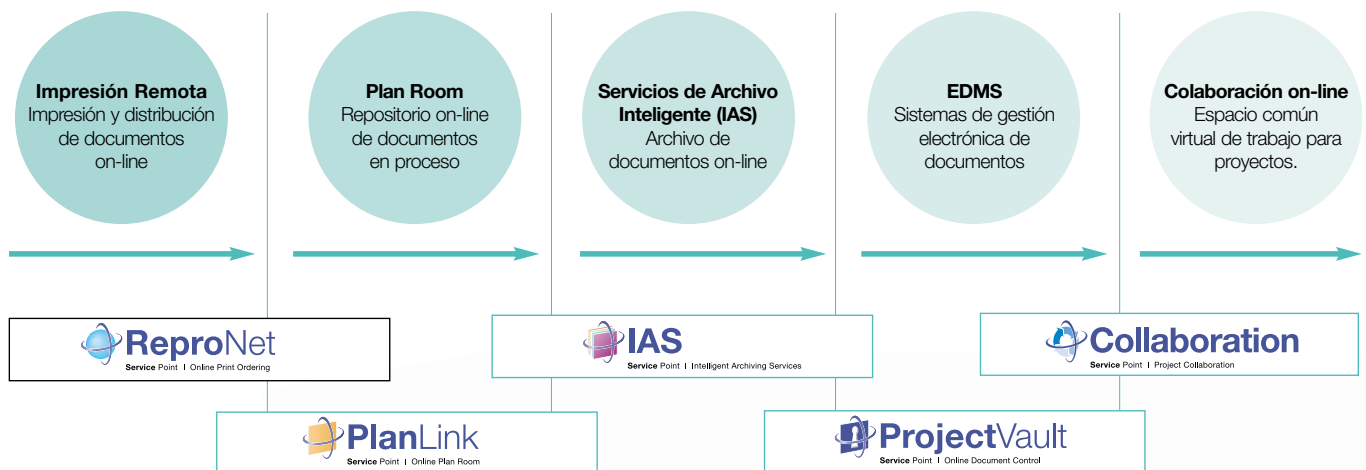 Impresión Remota
Impresión y distribución
de documentos
on-line
Plan Room
Repositorio on-line
de documentos
en proceso
Servicios de Archivo
Inteligente (IAS)
Archivo de
documentos on-line
EDMS
Sistemas de gestión
electrónica de
documentos
Colaboración on-line
Espacio común
virtual de trabajo para
proyectos.
ReproNet
Service Point | Online Print Ordering
IAS
Service Point | Intelligent Archiving Services
Collaboration
Service Point | Project Collaboration
PlanLink
Service Point | Online Plan Room
ProjectVault
Service Point | Online Document Control